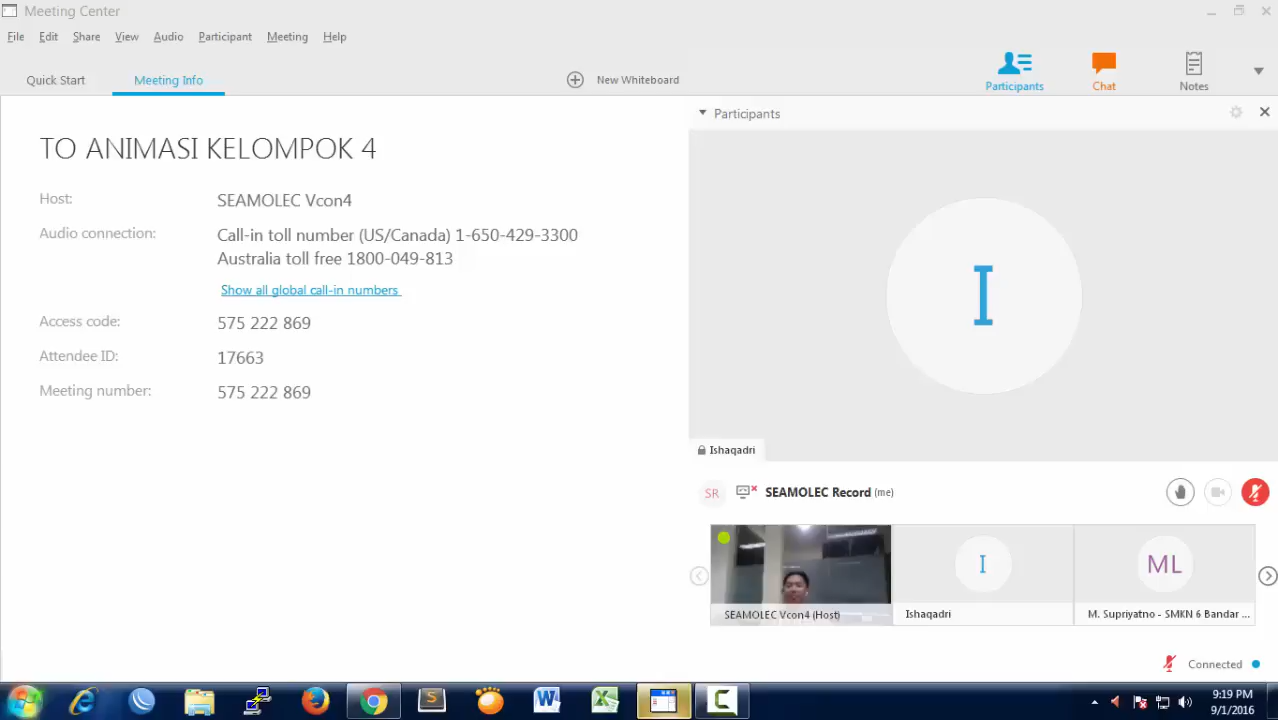 Meeting Center
File Edit Share View Audio Participant Meeting Help
Quick Start Meeting Info New Whiteboard Participants Chat Notes
Participants
TO ANIMASI KELOMPOK 4
Host: SEAMOLEC Vcon4
Audio connection: Call-in toll number (US/Canada) 1-650-429-3300
Australia toll free 1800-049-813
Show all global call-in numbers
Access code: 575 222 869
Attendee ID: 17663
Meeting number: 575 222 869
I
Ishaqadri
SR SEAMOLEC Record (me)
I
ML
SEAMOLEC Vcon4 (Host) Ishaqadri M. Supriyatno - SMKN 6 Bandar ...
Connected
9:19 PM
9/1/2016